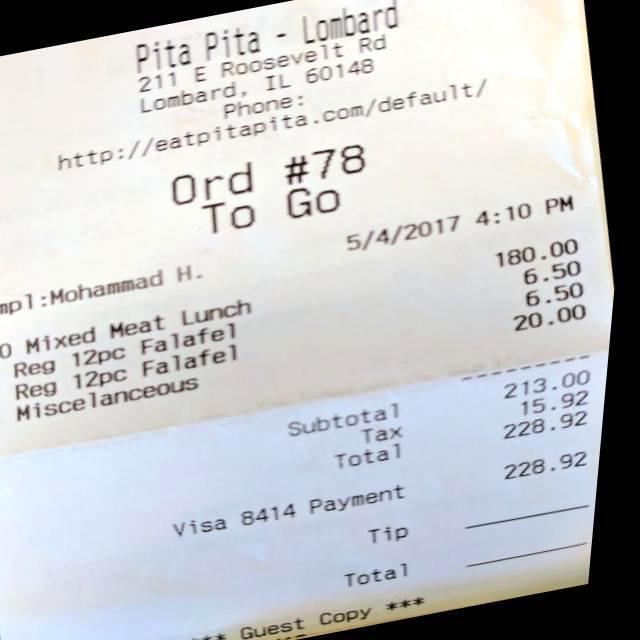 Pita Pita - Lombard
211 E Roosevelt Rd
Lombard, IL 60148
Phone:
http://eatpitapita.com/default/
Ord #78
To Go
5/4/2017 4:10 PM
mpl:Mohammad H.
0 Mixed Meat Lunch 180.00
Reg 12pc Falafel 6.50
Reg 12pc Falafel 6.50
Miscelanceous 20.00
Subtotal 213.00
Tax 15.92
Total 228.92
Visa 8414 Payment 228.92
Tip
Total
** Guest Copy ***